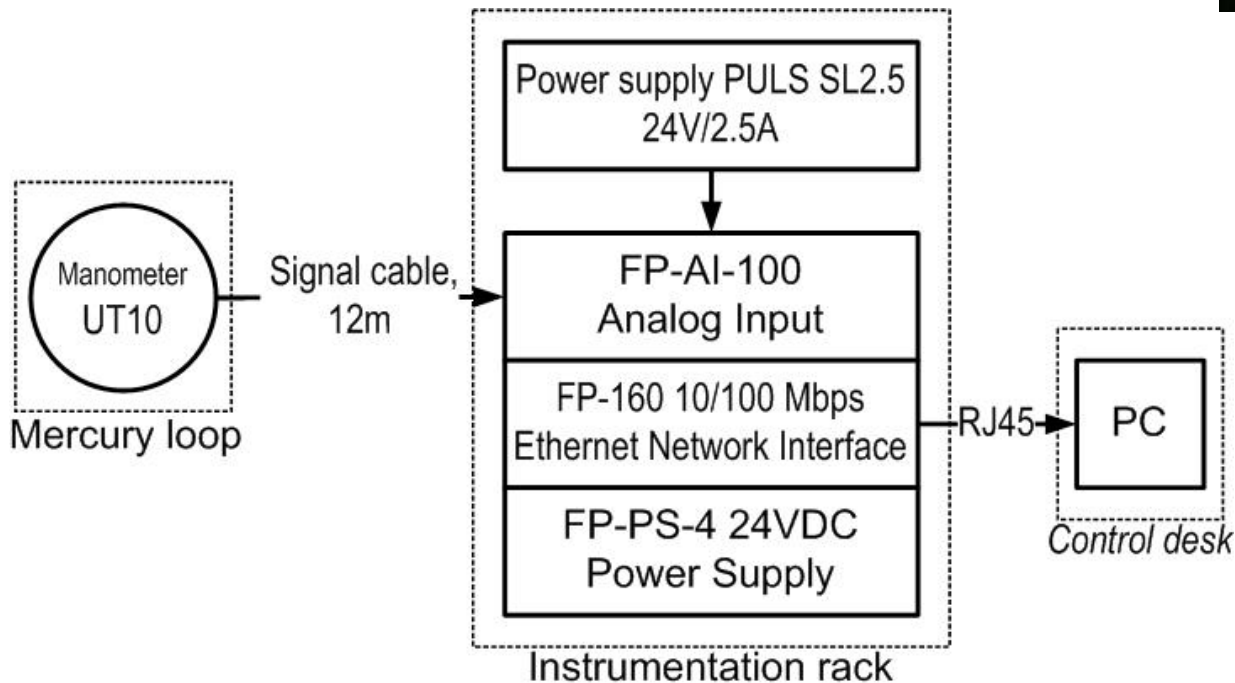 Power supply PULS SL2.5
24V/2.5A
Manometer
UT10
Mercury loop
Signal cable,
12m
FP-AI-100
Analog Input
FP-160 10/100 Mbps
Ethernet Network Interface
FP-PS-4 24VDC
Power Supply
Instrumentation rack
RJ45
PC
Control desk